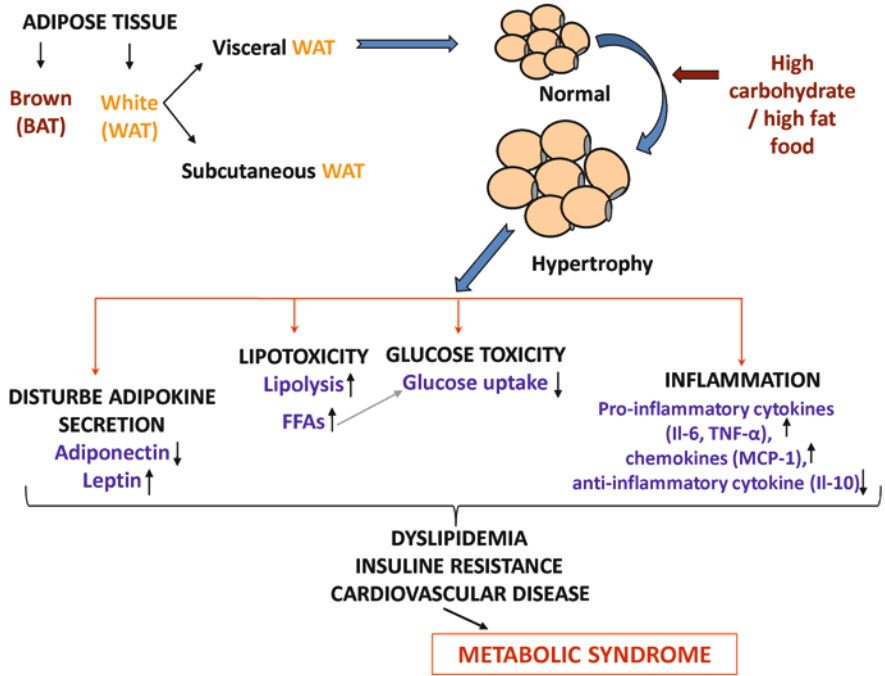 ADIPOSE TISSUE
Brown
(BAT)
White
(WAT)
Visceral WAT
Subcutaneous WAT
Normal
High
carbohydrate
/ high fat
food
Hypertrophy
DISTURBE ADIPOKINE
SECRETION
Adiponectin
Leptin
LIPOTOXICITY
Lipolysis
FFAs
GLUCOSE TOXICITY
Glucose uptake
INFLAMMATION
Pro-inflammatory cytokines
(Il-6, TNF-α),
chemokines (MCP-1),
anti-inflammatory cytokine (Il-10)
DYSLIPIDEMIA
INSULINE RESISTANCE
CARDIOVASCULAR DISEASE
METABOLIC SYNDROME